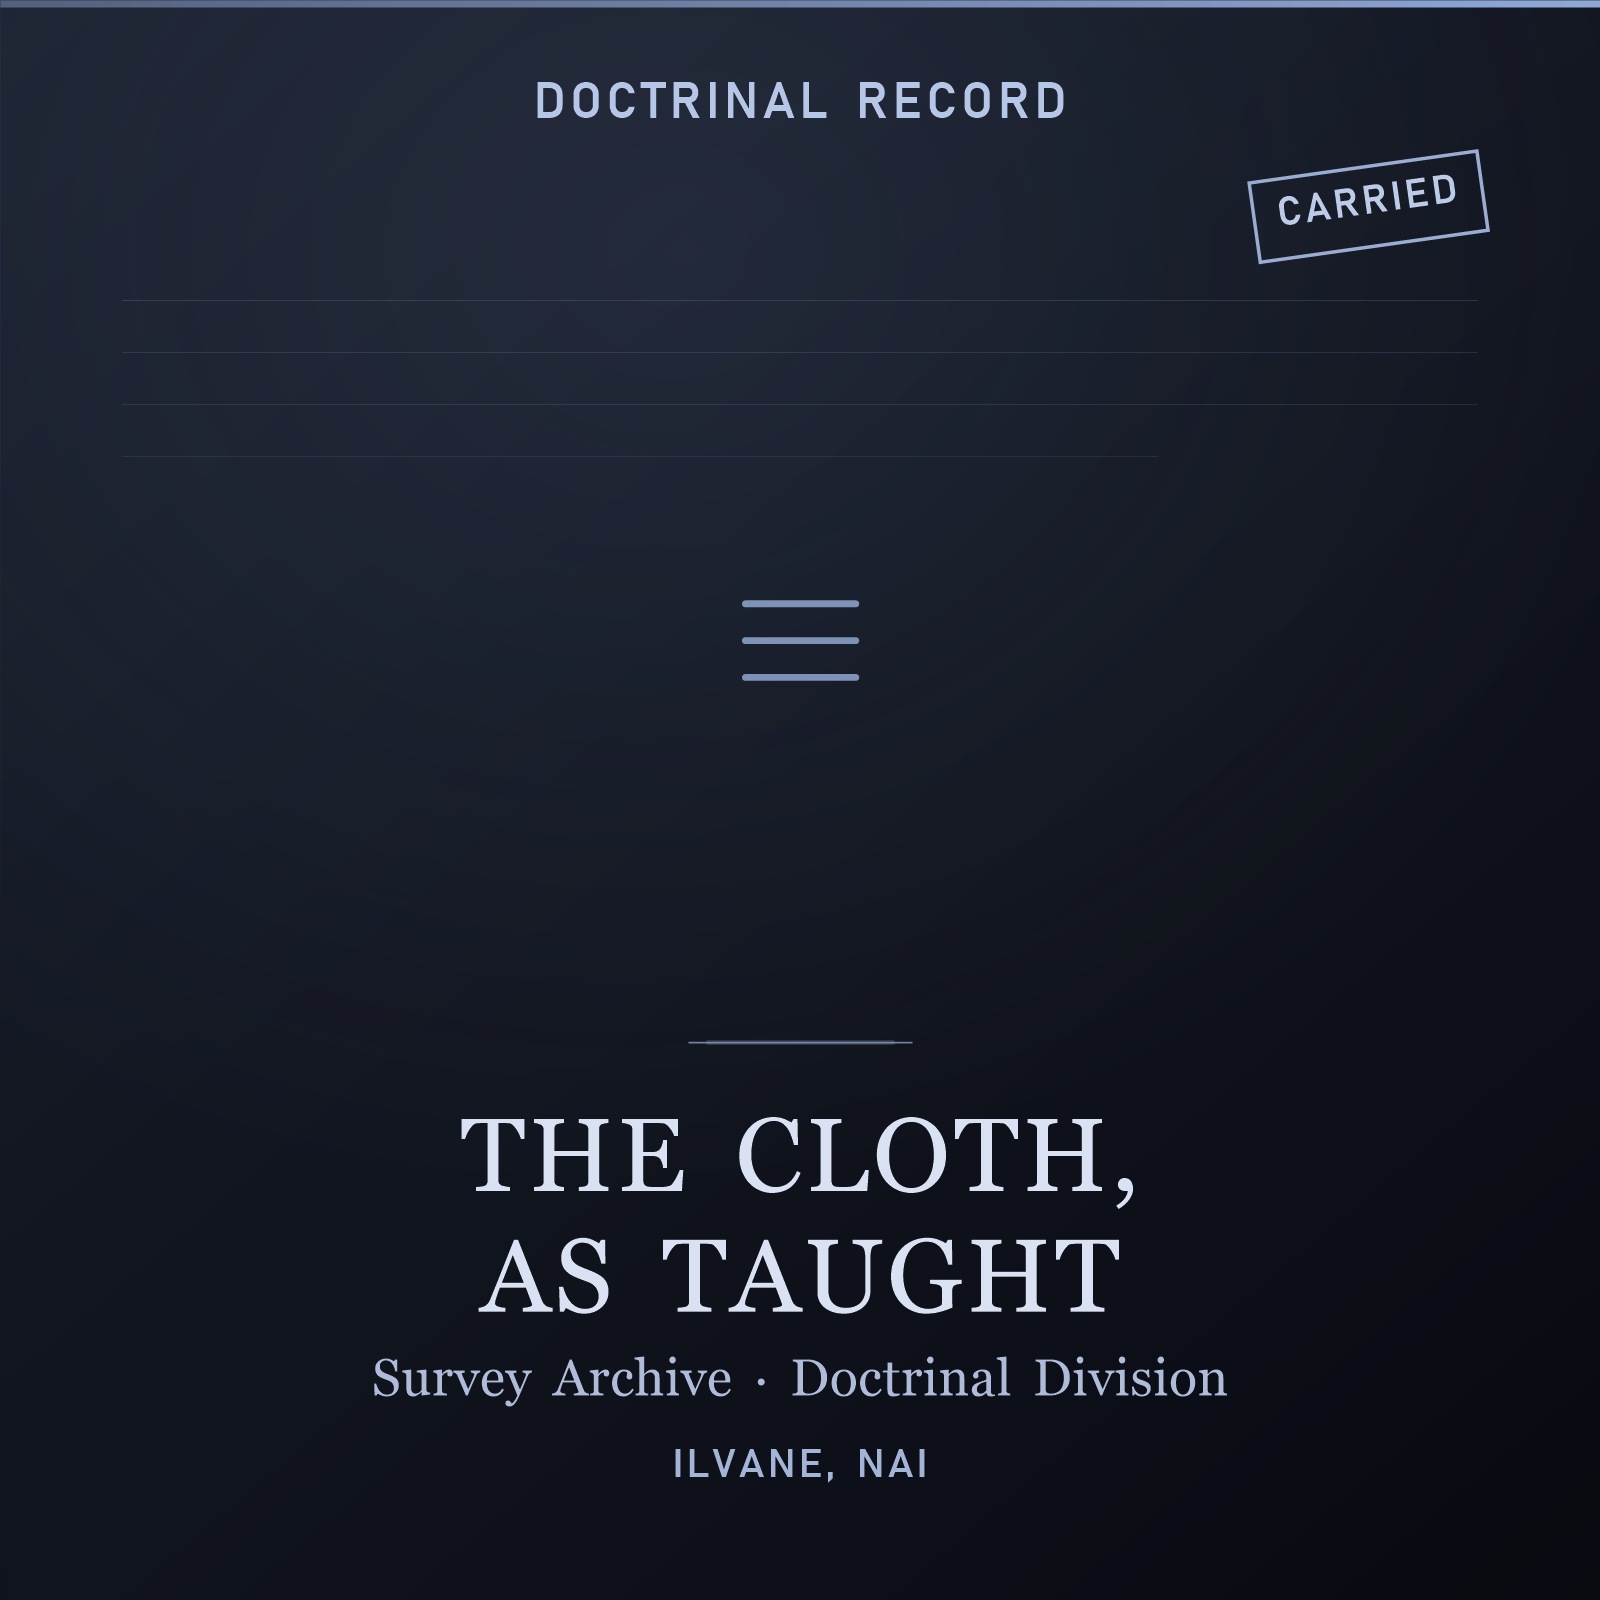 DOCTRINAL RECORD
CARRIED
THE CLOTH,
AS TAUGHT
Survey Archive · Doctrinal Division
ILVANE, NAI